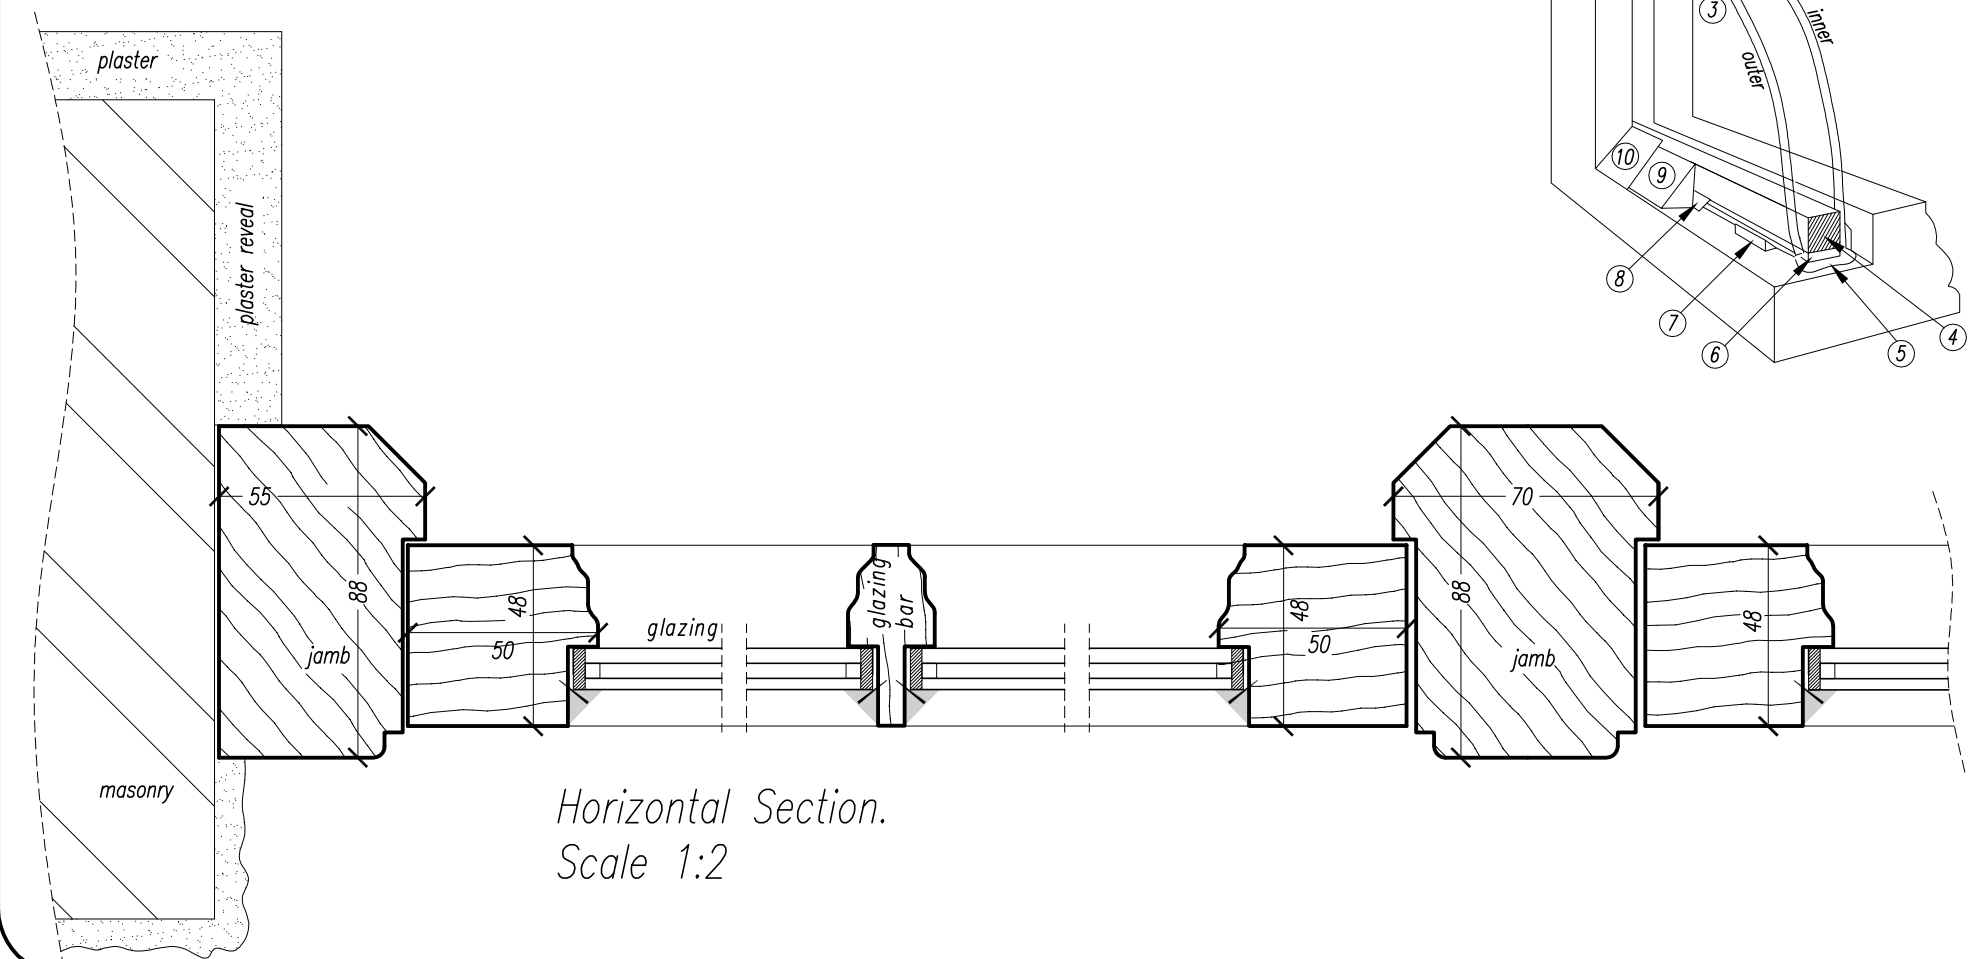 plaster
plaster reveal
masonry
55
88
jamb
48
50
glazing
glazing
bar
48
50
70
88
jamb
48
Horizontal Section.
Scale 1:2
3
inner
outer
10
9
8
7
6
5
4